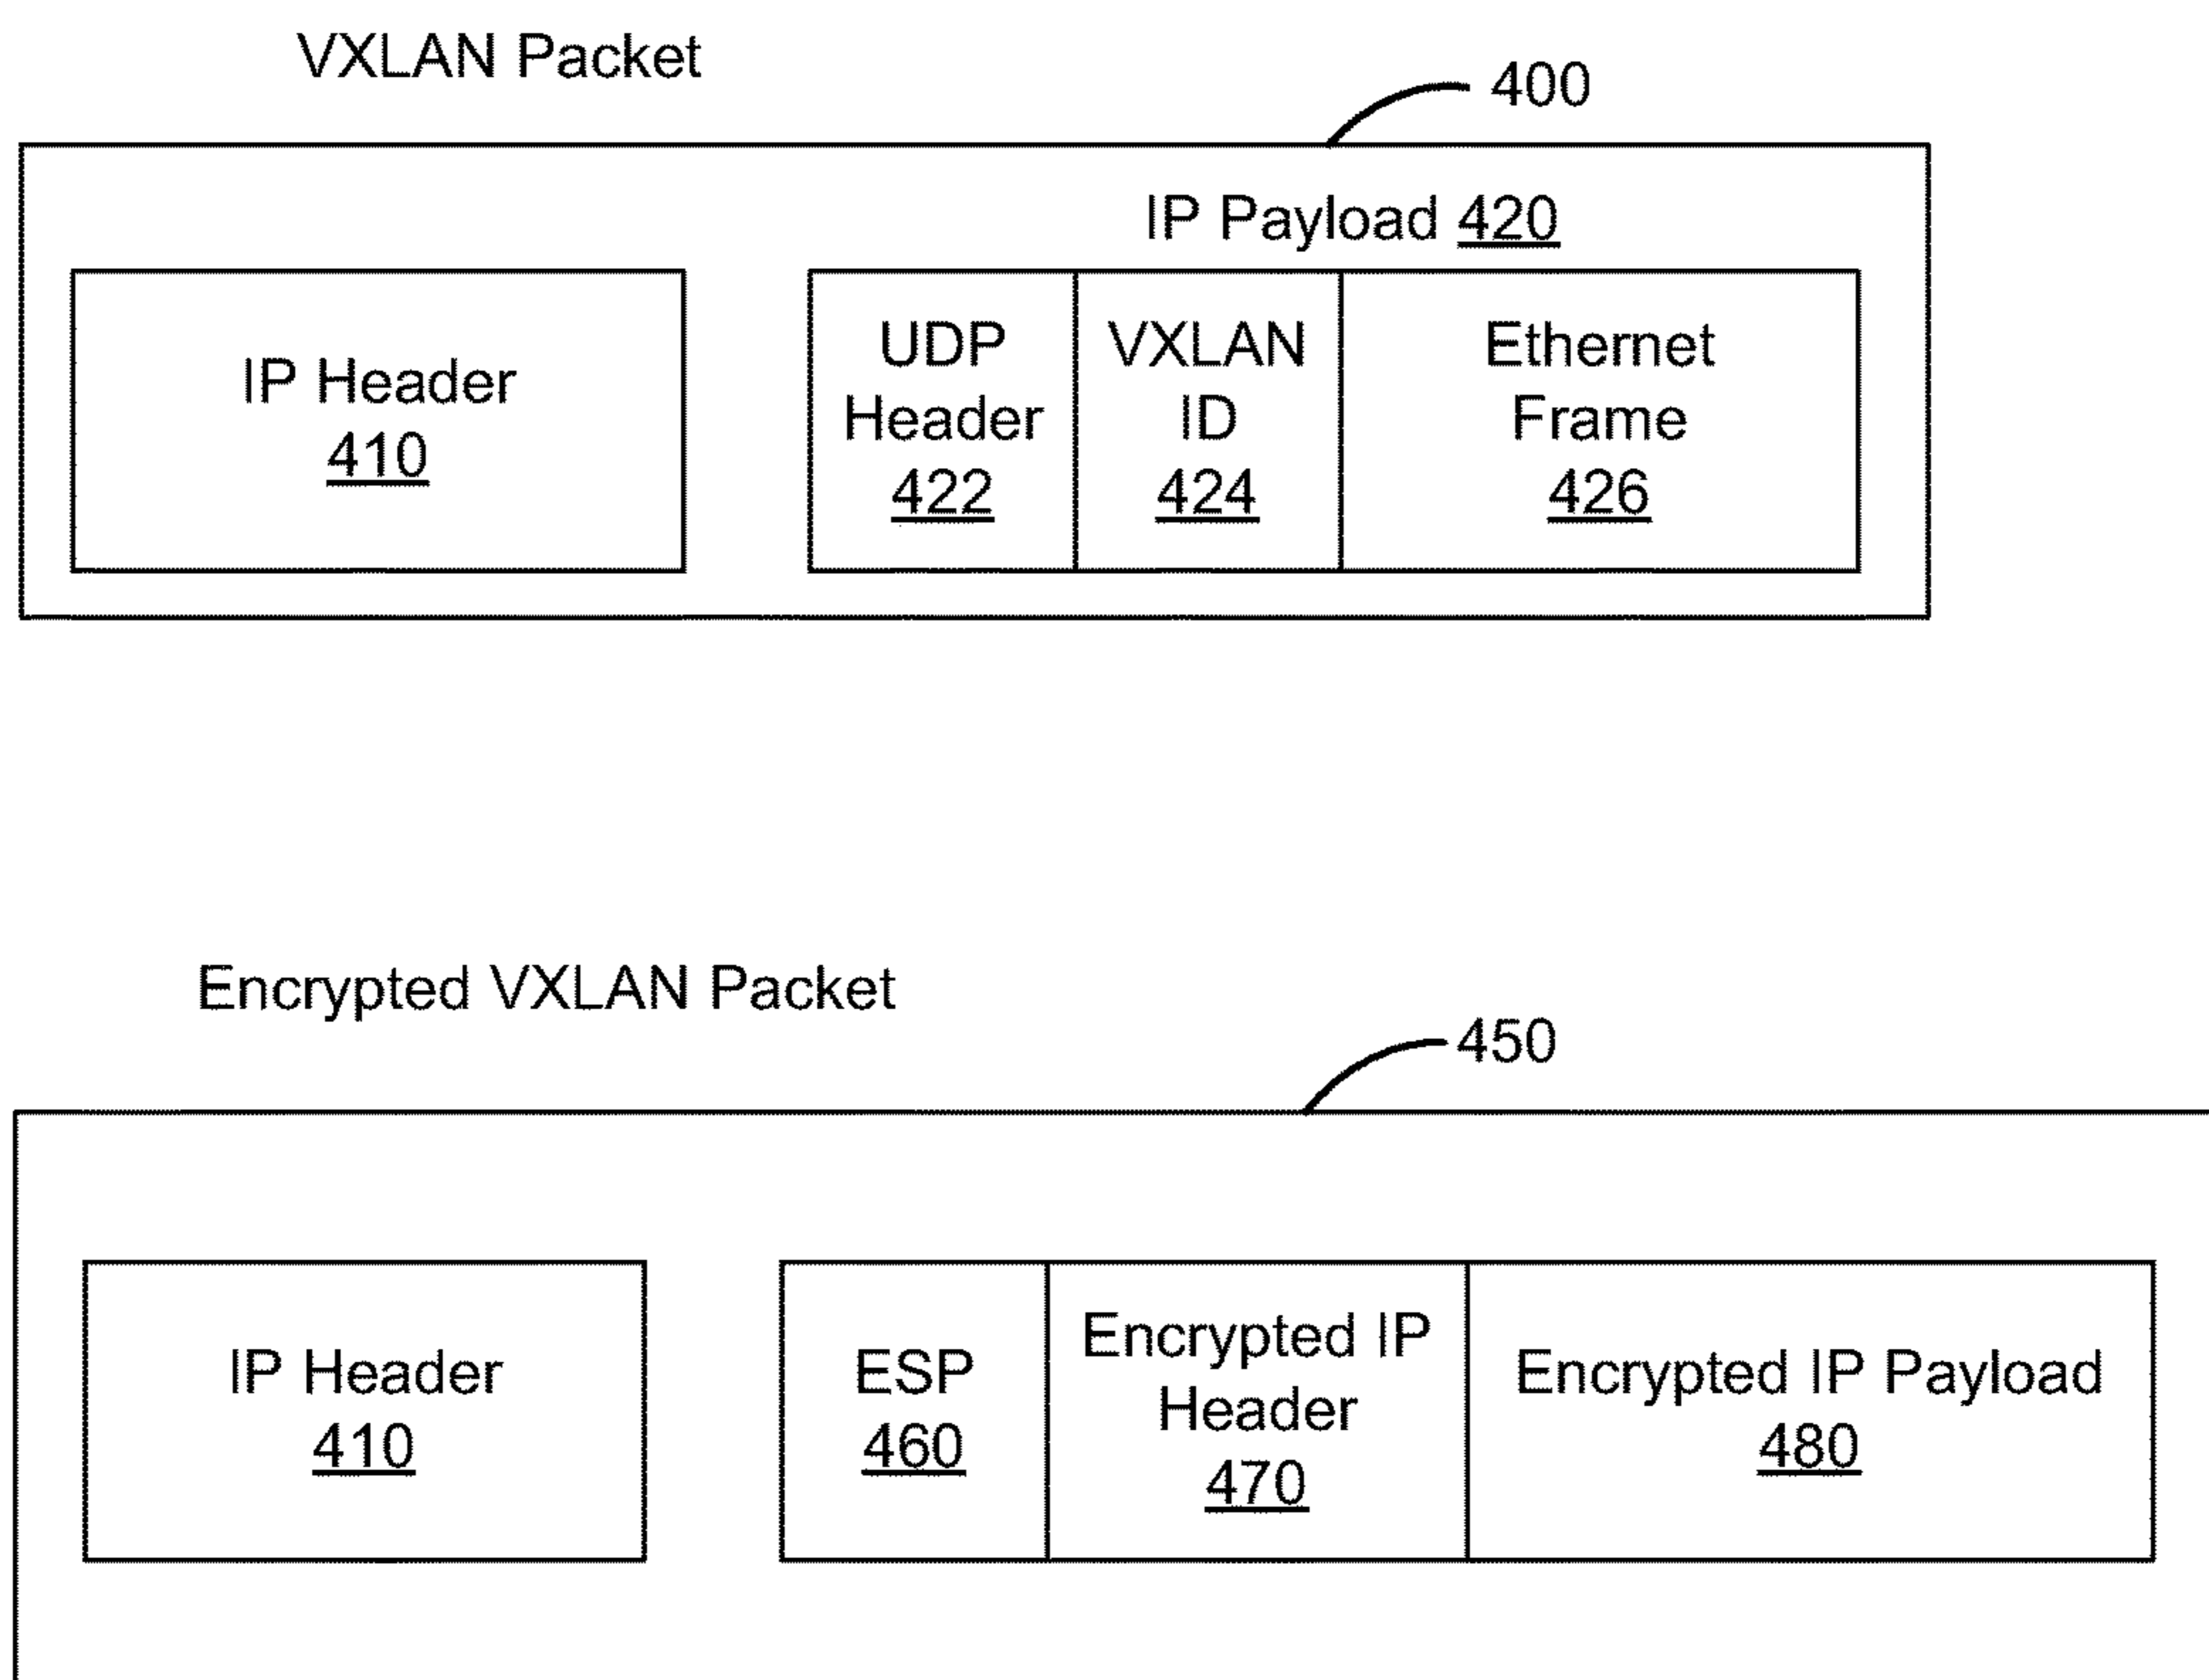 VXLAN Packet
400
IP Payload 420
IP Header
410
UDP
Header
422
VXLAN
ID
424
Ethernet
Frame
426
Encrypted VXLAN Packet
450
IP Header
410
ESP
460
Encrypted IP
Header
470
Encrypted IP Payload
480